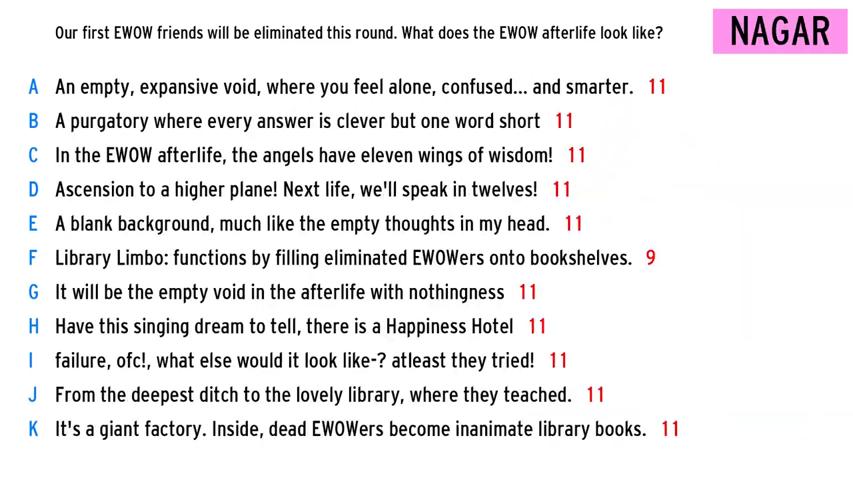 Our first EWOW friends will be eliminated this round. What does the EWOW afterlife look like?
NAGAR
A An empty, expansive void, where you feel alone, confused... and smarter. 11
B A purgatory where every answer is clever but one word short 11
C In the EWOW afterlife, the angels have eleven wings of wisdom! 11
D Ascension to a higher plane! Next life, we'll speak in twelves! 11
E A blank background, much like the empty thoughts in my head. 11
F Library Limbo: functions by filling eliminated EWOWers onto bookshelves. 9
G It will be the empty void in the afterlife with nothingness 11
H Have this singing dream to tell, there is a Happiness Hotel 11
I failure, ofc!, what else would it look like-? atleast they tried! 11
J From the deepest ditch to the lovely library, where they teached. 11
K It's a giant factory. Inside, dead EWOWers become inanimate library books. 11